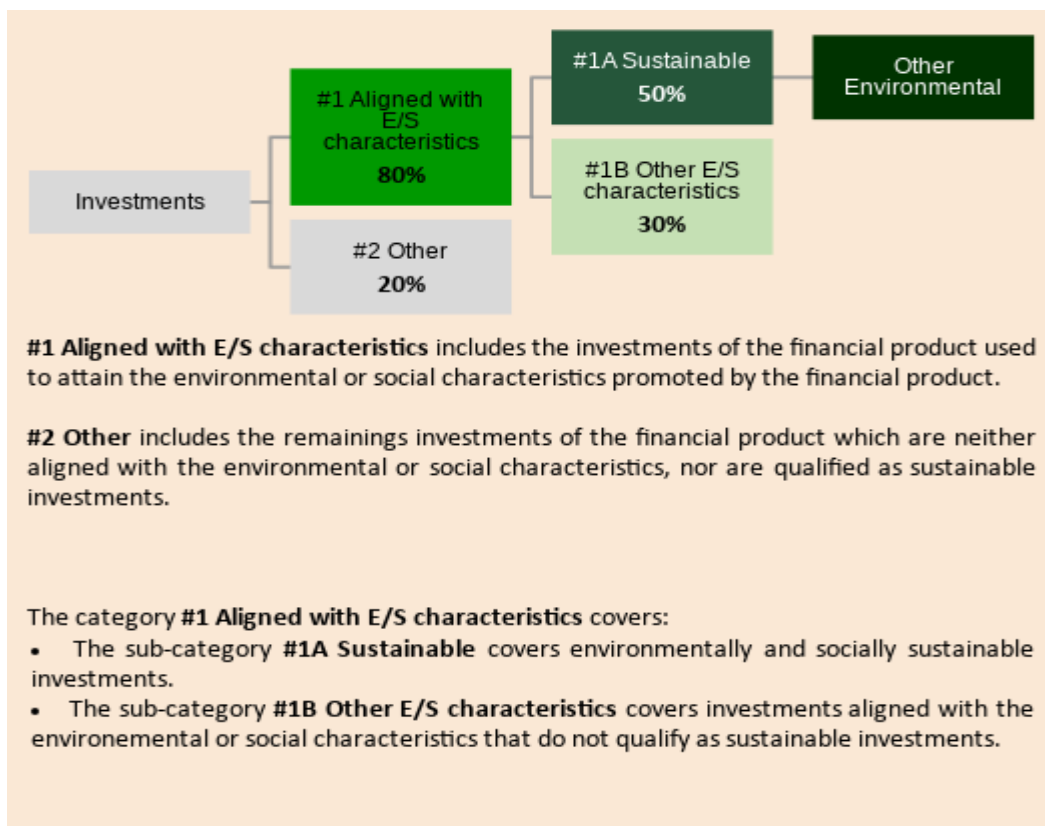 Investments
#1 Aligned with
E/S
characteristics
80%
#2 Other
20%
#1A Sustainable
50%
#1B Other E/S
characteristics
30%
Other
Environmental
#1 Aligned with E/S characteristics includes the investments of the financial product used
to attain the environmental or social characteristics promoted by the financial product.
#2 Other includes the remainings investments of the financial product which are neither
aligned with the environmental or social characteristics, nor are qualified as sustainable
investments.
The category #1 Aligned with E/S characteristics covers:
• The sub-category #1A Sustainable covers environmentally and socially sustainable
investments.
• The sub-category #1B Other E/S characteristics covers investments aligned with the
environemental or social characteristics that do not qualify as sustainable investments.